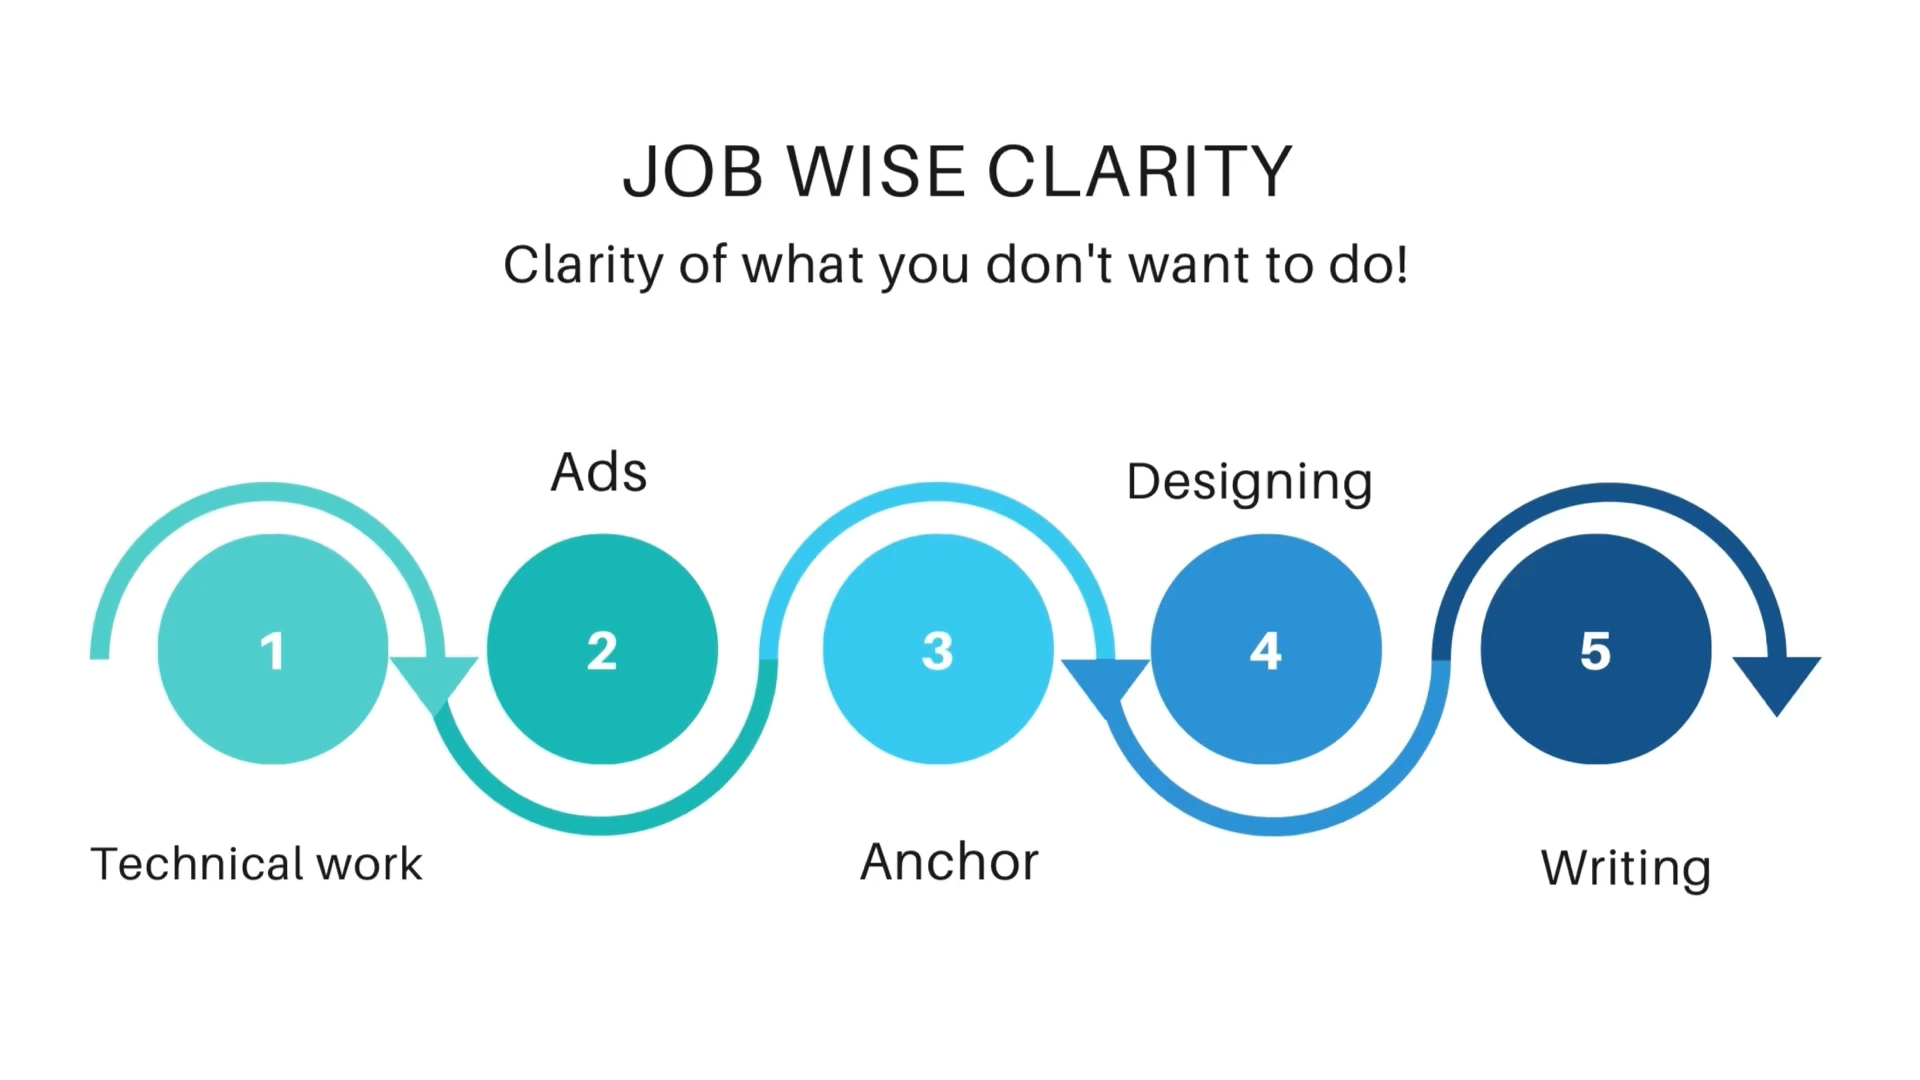 JOB WISE CLARITY
Clarity of what you don't want to do!
Ads
Designing
1
2
3
4
5
Technical work
Anchor
Writing